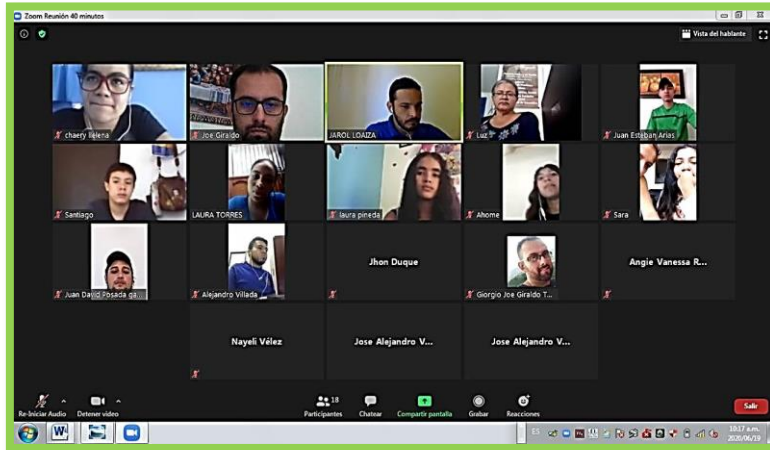 Zoom Reunión 40 minutos
Vista del hablante
chaery llelena
Joe Giraldo
JAROL LOAIZA
Luz
Juan Esteban Arias
Santiago
LAURA TORRES
laura pineda
Ahome
Sara
Juan David Posada ga...
Alejandro Villada
Jhon Duque
Giorgio Joe Giraldo T...
Angie Vanessa R...
Nayeli Vélez
Jose Alejandro V...
Jose Alejandro V...
Re-Iniciar Audio
Detener video
18
Participantes
Chatear
Compartir pantalla
Grabar
Reacciones
Salir
W
ES
10:17 a.m.
2020/06/19